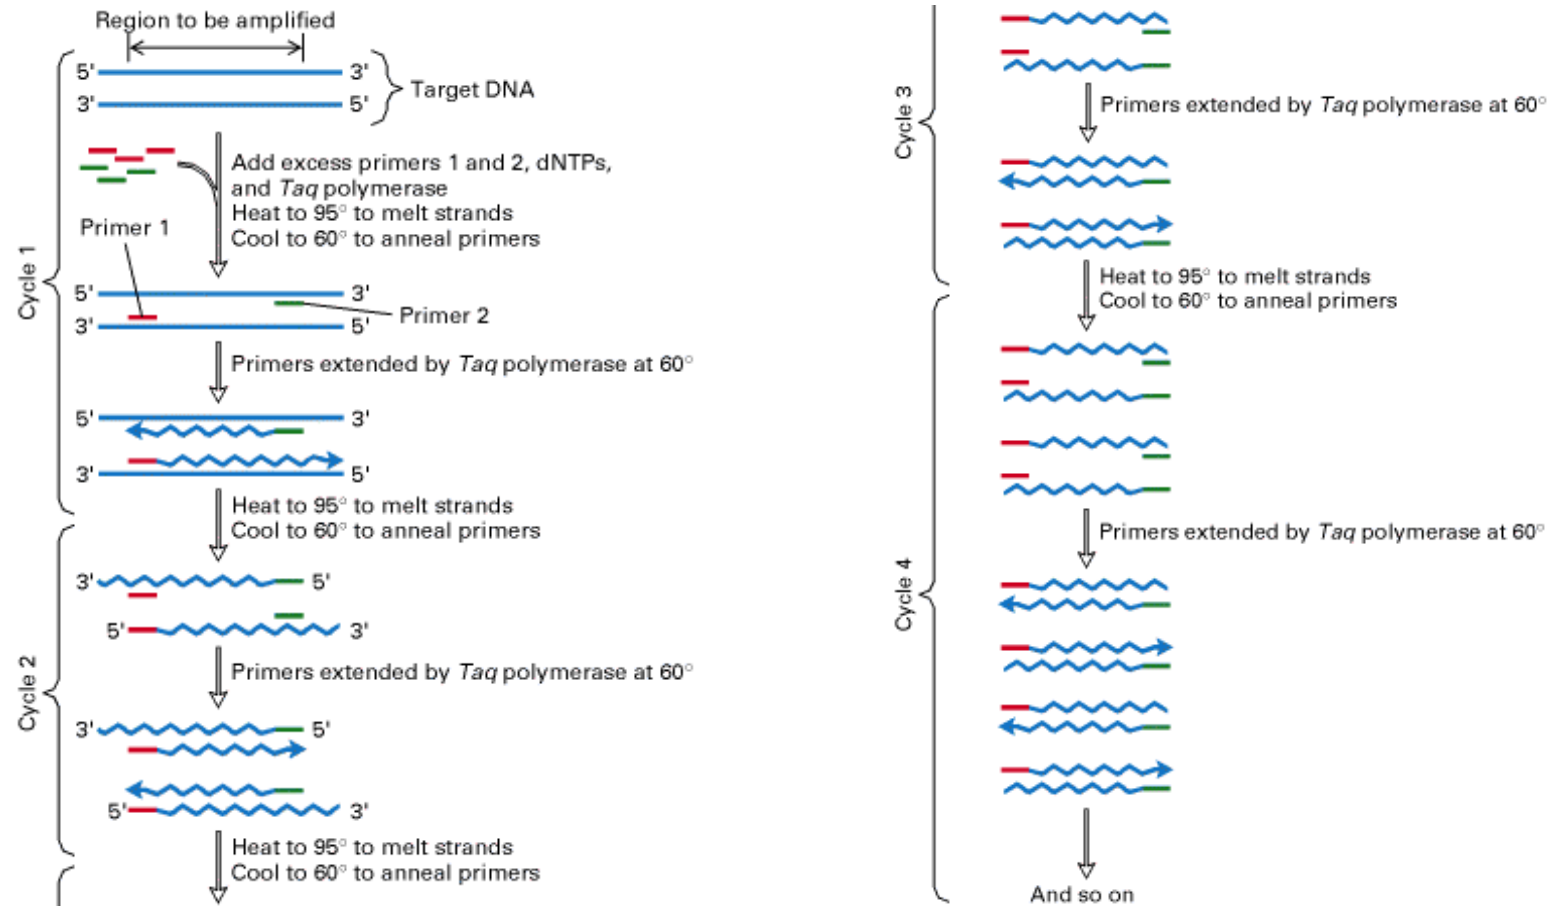 Region to be amplified
5' 3'
3' 5'
Target DNA
Add excess primers 1 and 2, dNTPs,
and Taq polymerase
Heat to 95° to melt strands
Cool to 60° to anneal primers
Primer 1
Cycle 1
5' 3'
Primer 2
3' 5'
Primers extended by Taq polymerase at 60°
5' 3'
3' 5'
Heat to 95° to melt strands
Cool to 60° to anneal primers
3' 5'
5' 3'
Cycle 2
Primers extended by Taq polymerase at 60°
3' 5'
5' 3'
Heat to 95° to melt strands
Cool to 60° to anneal primers
Cycle 3
Primers extended by Taq polymerase at 60°
Heat to 95° to melt strands
Cool to 60° to anneal primers
Cycle 4
Primers extended by Taq polymerase at 60°
And so on